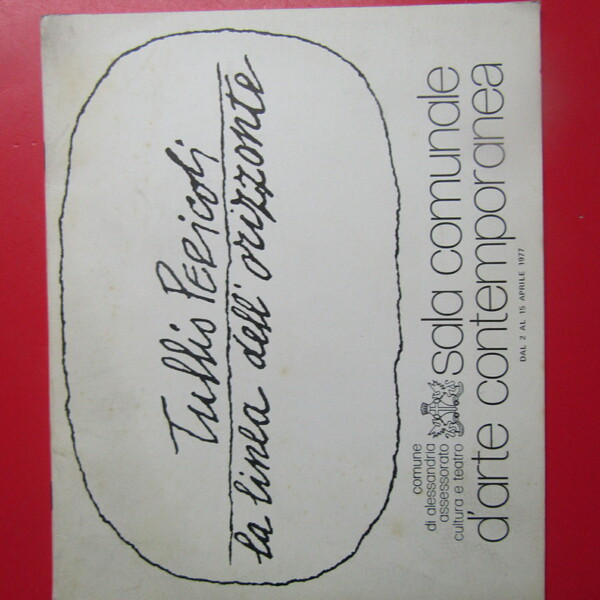 Tullio PERicoli
la linea dell'orizzonte
comune
di alessandria
assessorato
cultura e teatro
sala comunale
d'arte contemporanea
DAL 2 AL 15 APRILE 1977